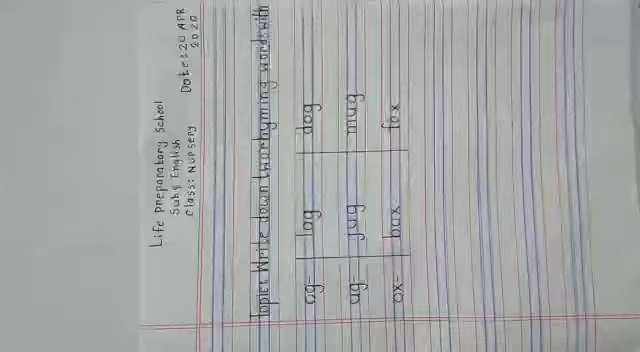 Life preparatory School
Sub: English
Class: Nursery Date:-20 APR
2020
Topic: Write down two rhyming words with
og- log dog
ug- jug mug
ox- box fox